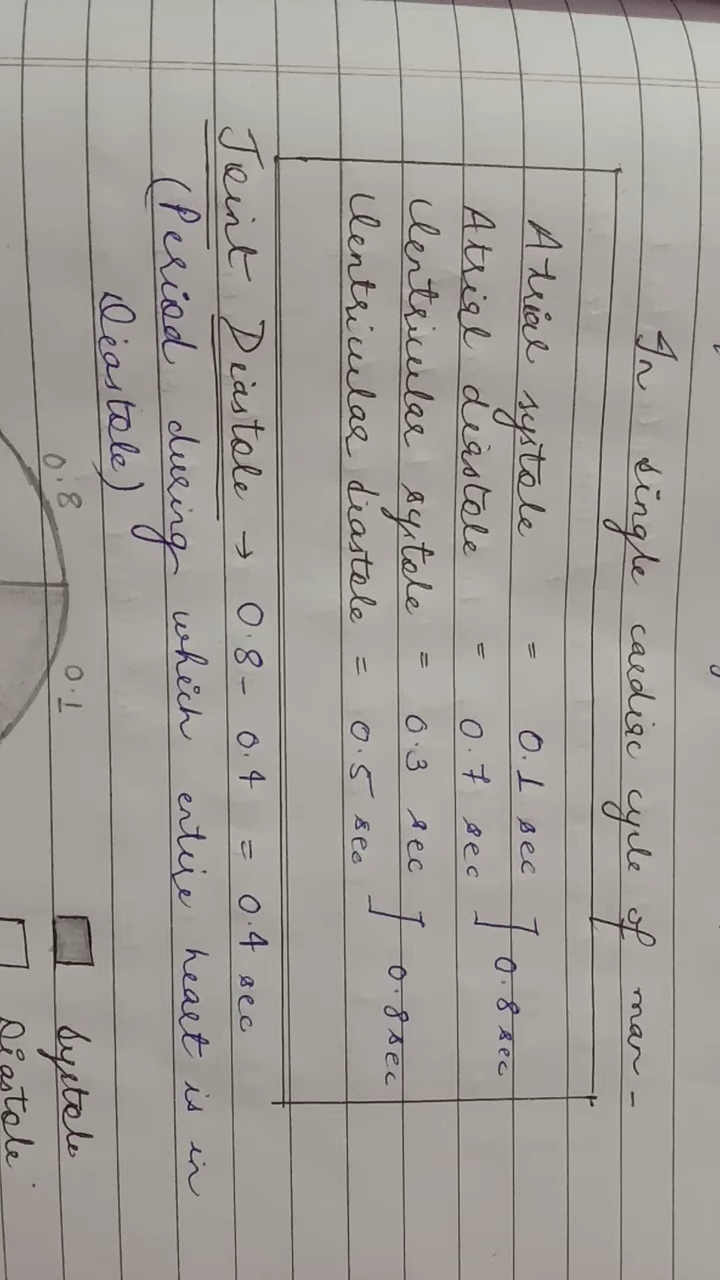 In single cardiac cycle of man -
Atrial systole = 0.1 sec
Atrial diastole = 0.7 sec ] 0.8 sec
Ventricular systole = 0.3 sec
Ventricular diastole = 0.5 sec ] 0.8 sec
Joint Diastole → 0.8 - 0.4 = 0.4 sec
(Period during which entire heart is in
Diastole)
0.8
0.1
Systole
Diastole